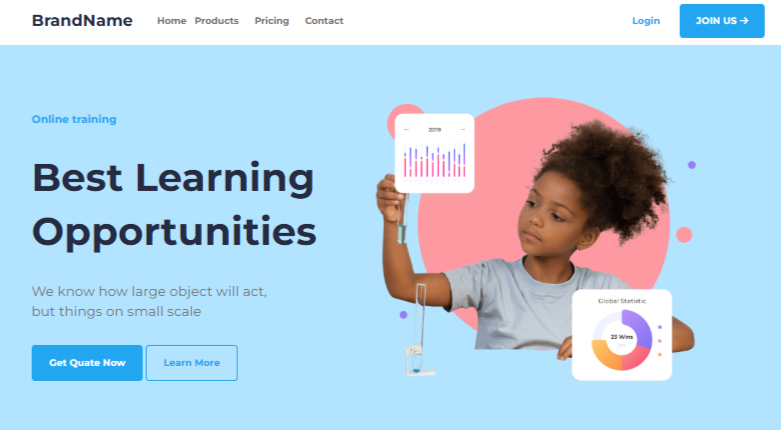 BrandName
Home Products Pricing Contact
Login
JOIN US →
Online training
Best Learning
Opportunities
We know how large object will act,
but things on small scale
Get Quate Now
Learn More
← 2019 →
Global Statistic
23 Wins